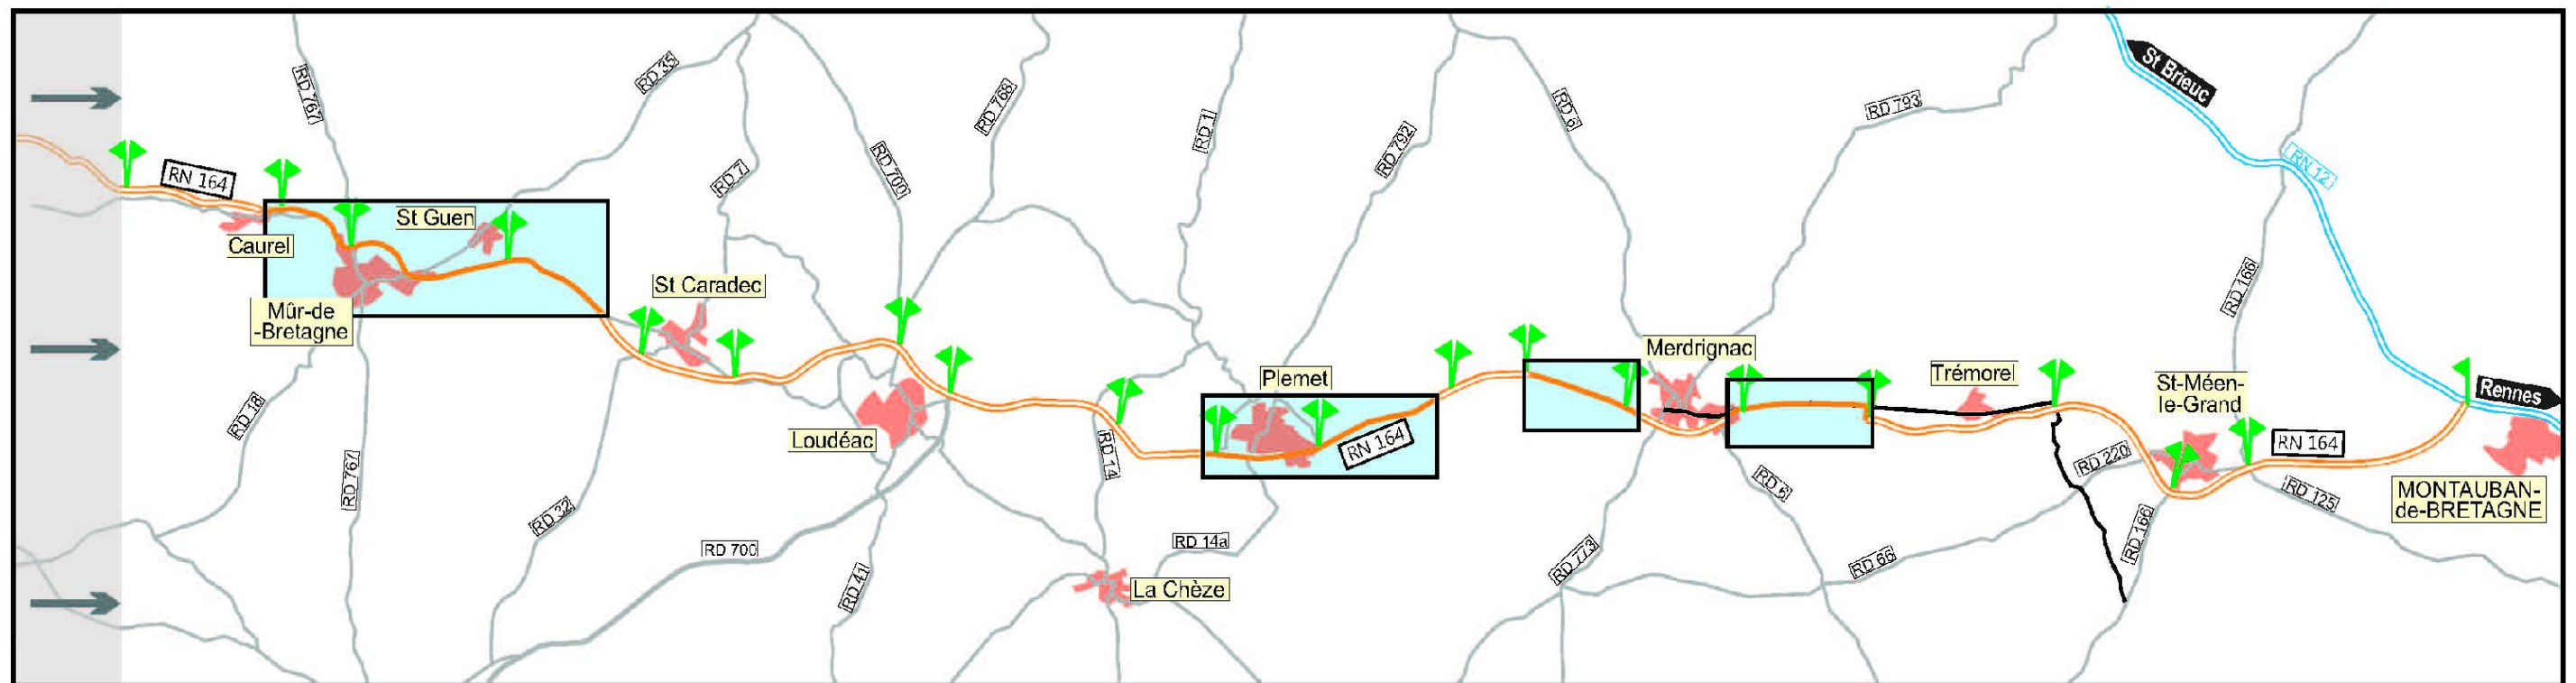 St Brieuc
RD 35
RD 767
RD 768
RD 6
RD 793
RD 1
RD 792
RN 12
RD 700
RD 7
RN 164
St Guen
Caurel
St Caradec
RD 166
Mûr-de
-Bretagne
Merdrignac
Plemet
Trémorel
St-Méen-
le-Grand
Rennes
RD 18
Loudéac
RD 14
RN 164
RN 164
RD 220
RD 767
RD 6
RD 125
MONTAUBAN-
de-BRETAGNE
RD 32
RD 700
RD 14a
RD 166
RD 41
RD 773
RD 66
La Chèze